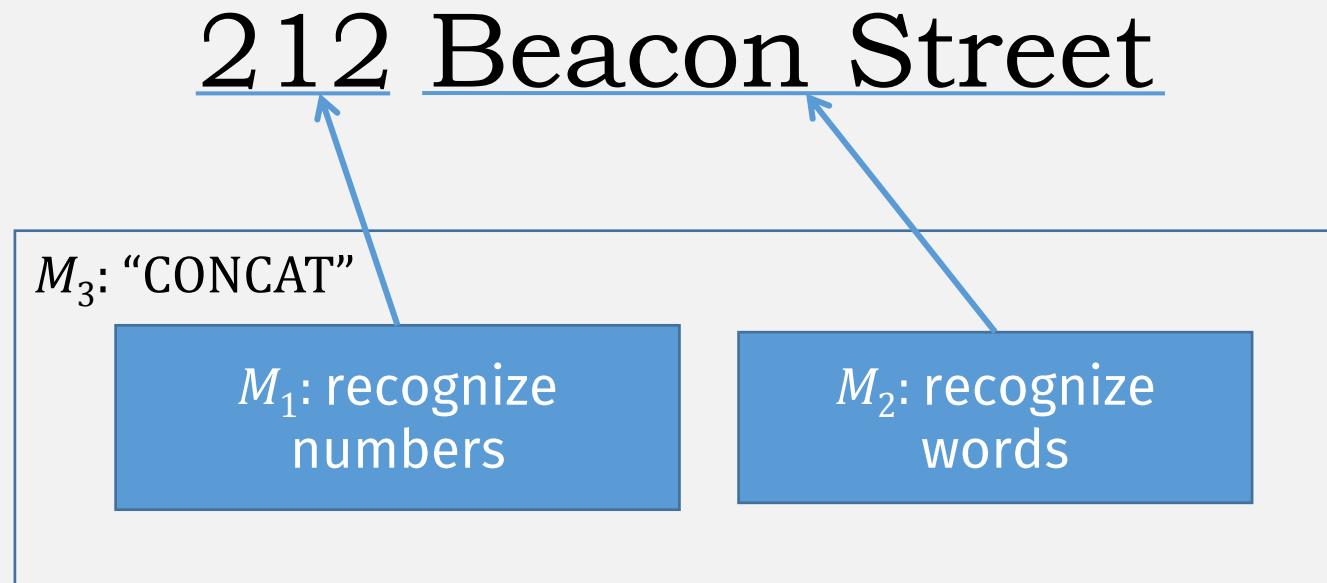 212 Beacon Street
M₃: “CONCAT”
M₁: recognize
numbers
M₂: recognize
words